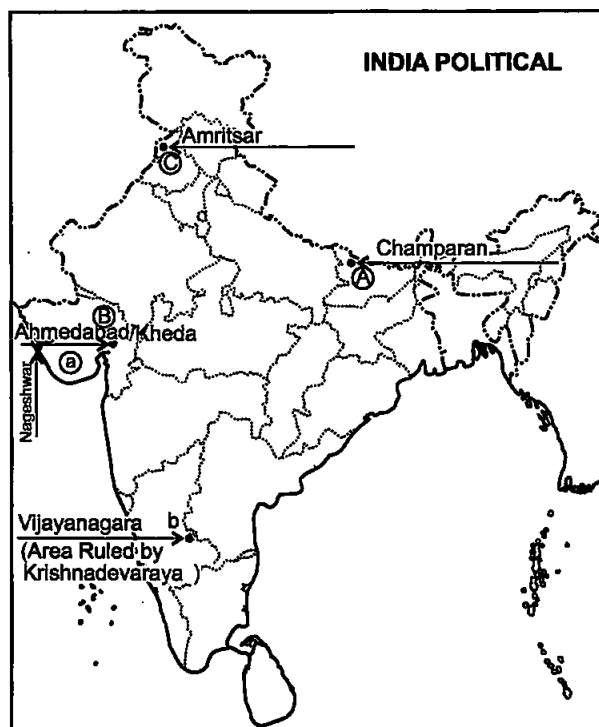 INDIA POLITICAL
Amritsar
C
Champaran
A
B
Ahmedabad/Kheda
a
Nageshwar
Vijayanagara b
(Area Ruled by
Krishnadevaraya )